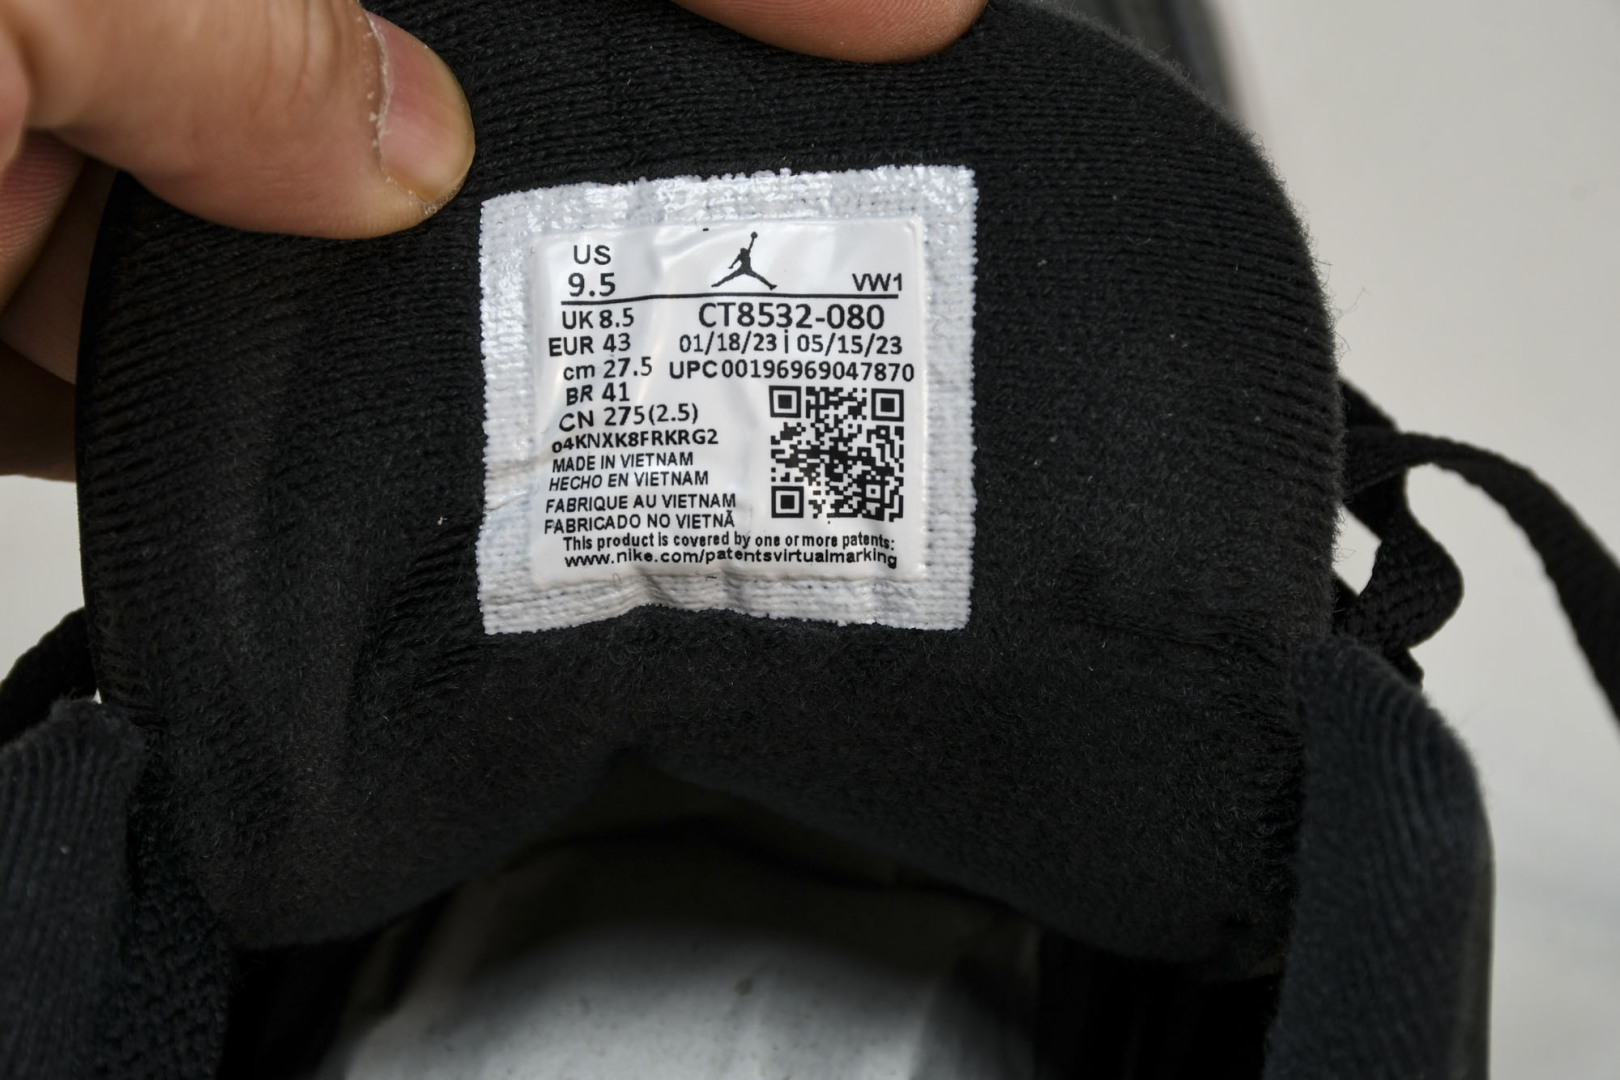 US
9.5
VW1
UK 8.5
CT8532-080
EUR 43
01/18/23 | 05/15/23
cm 27.5
UPC00196969047870
BR 41
CN 275(2.5)
o4KNXK8FRKRG2
MADE IN VIETNAM
HECHO EN VIETNAM
FABRIQUE AU VIETNAM
FABRICADO NO VIETNÃ
This product is covered by one or more patents:
www.nike.com/patentsvirtualmarking